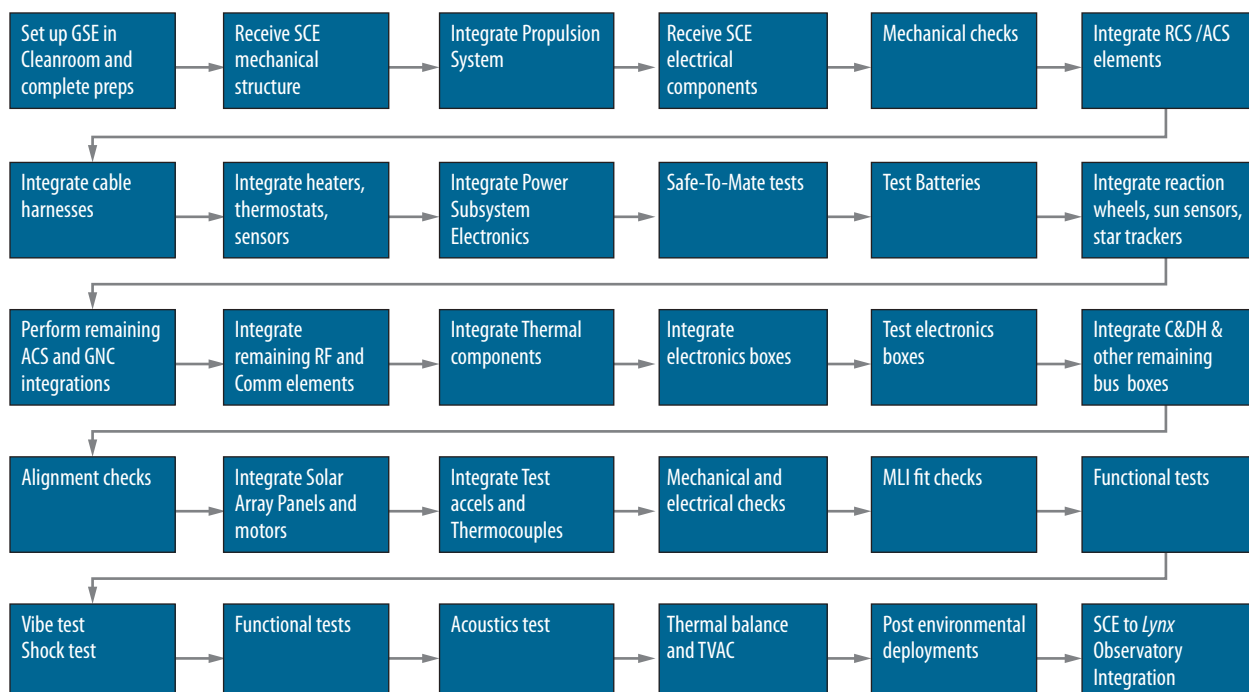 Set up GSE in
Cleanroom and
complete preps
Receive SCE
mechanical
structure
Integrate Propulsion
System
Receive SCE
electrical
components
Mechanical checks
Integrate RCS /ACS
elements
Integrate cable
harnesses
Integrate heaters,
thermostats,
sensors
Integrate Power
Subsystem
Electronics
Safe-To-Mate tests
Test Batteries
Integrate reaction
wheels, sun sensors,
star trackers
Perform remaining
ACS and GNC
integrations
Integrate
remaining RF and
Comm elements
Integrate Thermal
components
Integrate
electronics boxes
Test electronics
boxes
Integrate C&DH &
other remaining
bus boxes
Alignment checks
Integrate Solar
Array Panels and
motors
Integrate Test
accels and
Thermocouples
Mechanical and
electrical checks
MLI fit checks
Functional tests
Vibe test
Shock test
Functional tests
Acoustics test
Thermal balance
and TVAC
Post environmental
deployments
SCE to Lynx
Observatory
Integration